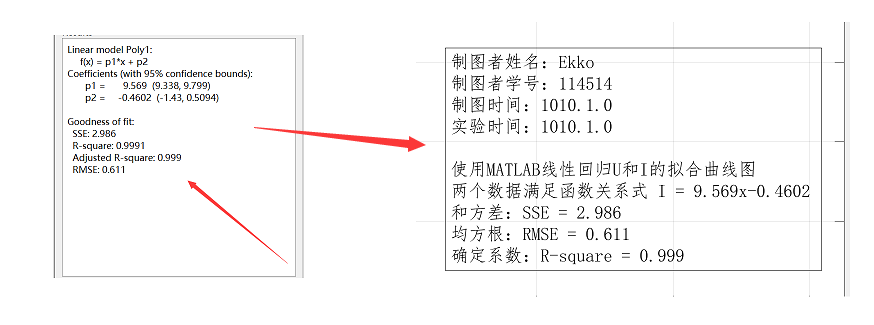 Linear model Poly1:
f(x) = p1*x + p2
Coefficients (with 95% confidence bounds):
p1 = 9.569 (9.338, 9.799)
p2 = -0.4602 (-1.43, 0.5094)
Goodness of fit:
SSE: 2.986
R-square: 0.9991
Adjusted R-square: 0.999
RMSE: 0.611
制图者姓名：Ekko
制图者学号：114514
制图时间：1010.1.0
实验时间：1010.1.0
使用MATLAB线性回归U和I的拟合曲线图
两个数据满足函数关系式 I = 9.569x-0.4602
和方差：SSE = 2.986
均方根：RMSE = 0.611
确定系数：R-square = 0.999